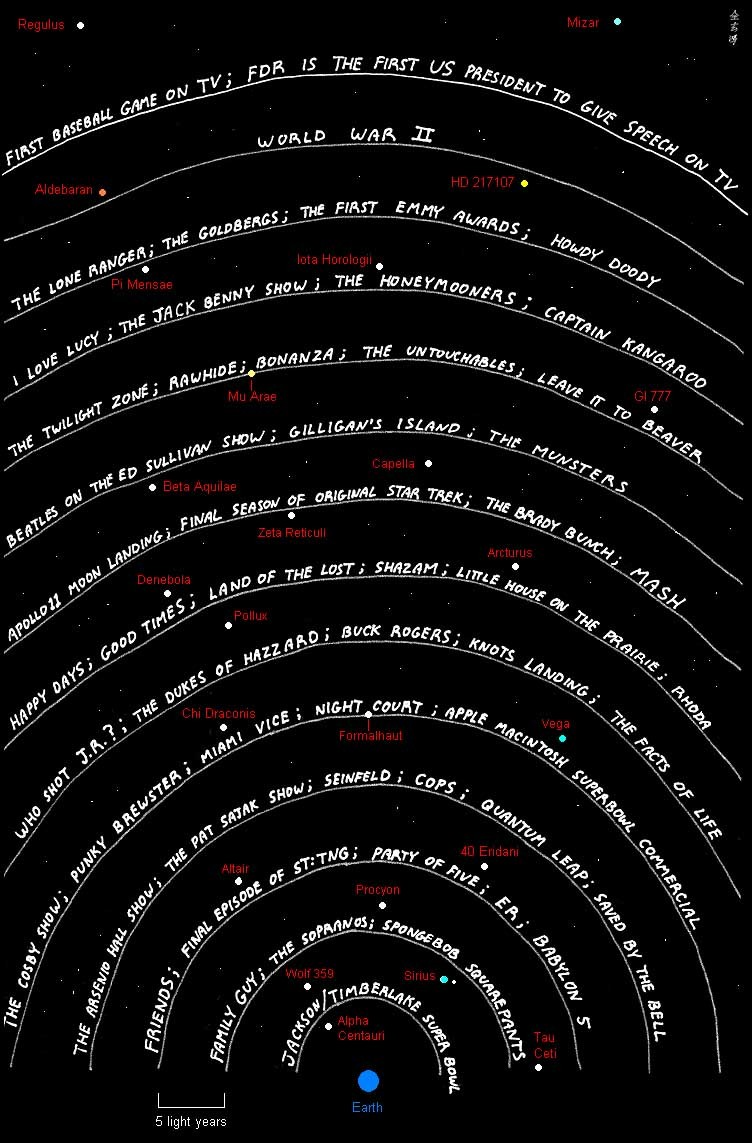 Regulus
Mizar
FIRST BASEBALL GAME ON TV; FDR IS THE FIRST US PRESIDENT TO GIVE SPEECH ON TV
WORLD WAR II
Aldebaran
HD 217107
THE LONE RANGER; THE GOLDBERGS; THE FIRST EMMY AWARDS; HOWDY DOODY
Iota Horologii
Pi Mensae
I LOVE LUCY; THE JACK BENNY SHOW; THE HONEYMOONERS; CAPTAIN KANGAROO
THE TWILIGHT ZONE; RAWHIDE; BONANZA; THE UNTOUCHABLES; LEAVE IT TO BEAVER
Mu Arae
Gl 777
BEATLES ON THE ED SULLIVAN SHOW; GILLIGAN'S ISLAND; THE MUNSTERS
Capella
Beta Aquilae
APOLLO 11 MOON LANDING; FINAL SEASON OF ORIGINAL STAR TREK; THE BRADY BUNCH; MASH
Zeta Reticuli
Arcturus
Denebola
HAPPY DAYS; GOOD TIMES; LAND OF THE LOST; SHAZAM; LITTLE HOUSE ON THE PRAIRIE; RHODA
Pollux
WHO SHOT J.R.?; THE DUKES OF HAZZARD; BUCK ROGERS; KNOTS LANDING; THE FACTS OF LIFE
Chi Draconis
Vega
THE COSBY SHOW; PUNKY BREWSTER; MIAMI VICE; NIGHT COURT; APPLE MACINTOSH SUPERBOWL COMMERCIAL
Formalhaut
THE ARSENIO HALL SHOW; THE PAT SAJAK SHOW; SEINFELD; COPS; QUANTUM LEAP; SAVED BY THE BELL
40 Eridani
Altair
FRIENDS; FINAL EPISODE OF ST:TNG; PARTY OF FIVE; ER; BABYLON 5
Procyon
FAMILY GUY; THE SOPRANOS; SPONGEBOB SQUAREPANTS
Wolf 359
Sirius
JACKSON/TIMBERLAKE SUPER BOWL
Alpha
Centauri
Tau
Ceti
Earth
5 light years